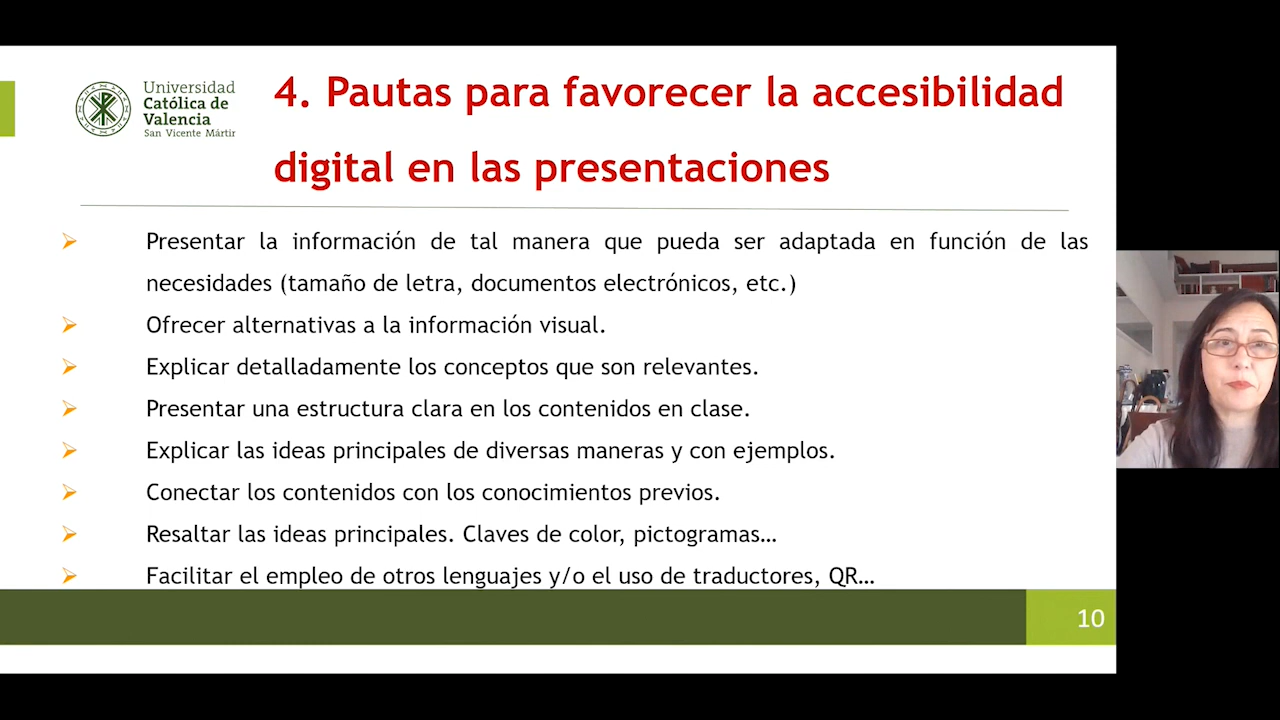 Universidad
Católica de
Valencia
San Vicente Mártir
4. Pautas para favorecer la accesibilidad
digital en las presentaciones
Presentar la información de tal manera que pueda ser adaptada en función de las
necesidades (tamaño de letra, documentos electrónicos, etc.)
Ofrecer alternativas a la información visual.
Explicar detalladamente los conceptos que son relevantes.
Presentar una estructura clara en los contenidos en clase.
Explicar las ideas principales de diversas maneras y con ejemplos.
Conectar los contenidos con los conocimientos previos.
Resaltar las ideas principales. Claves de color, pictogramas…
Facilitar el empleo de otros lenguajes y/o el uso de traductores, QR…
10